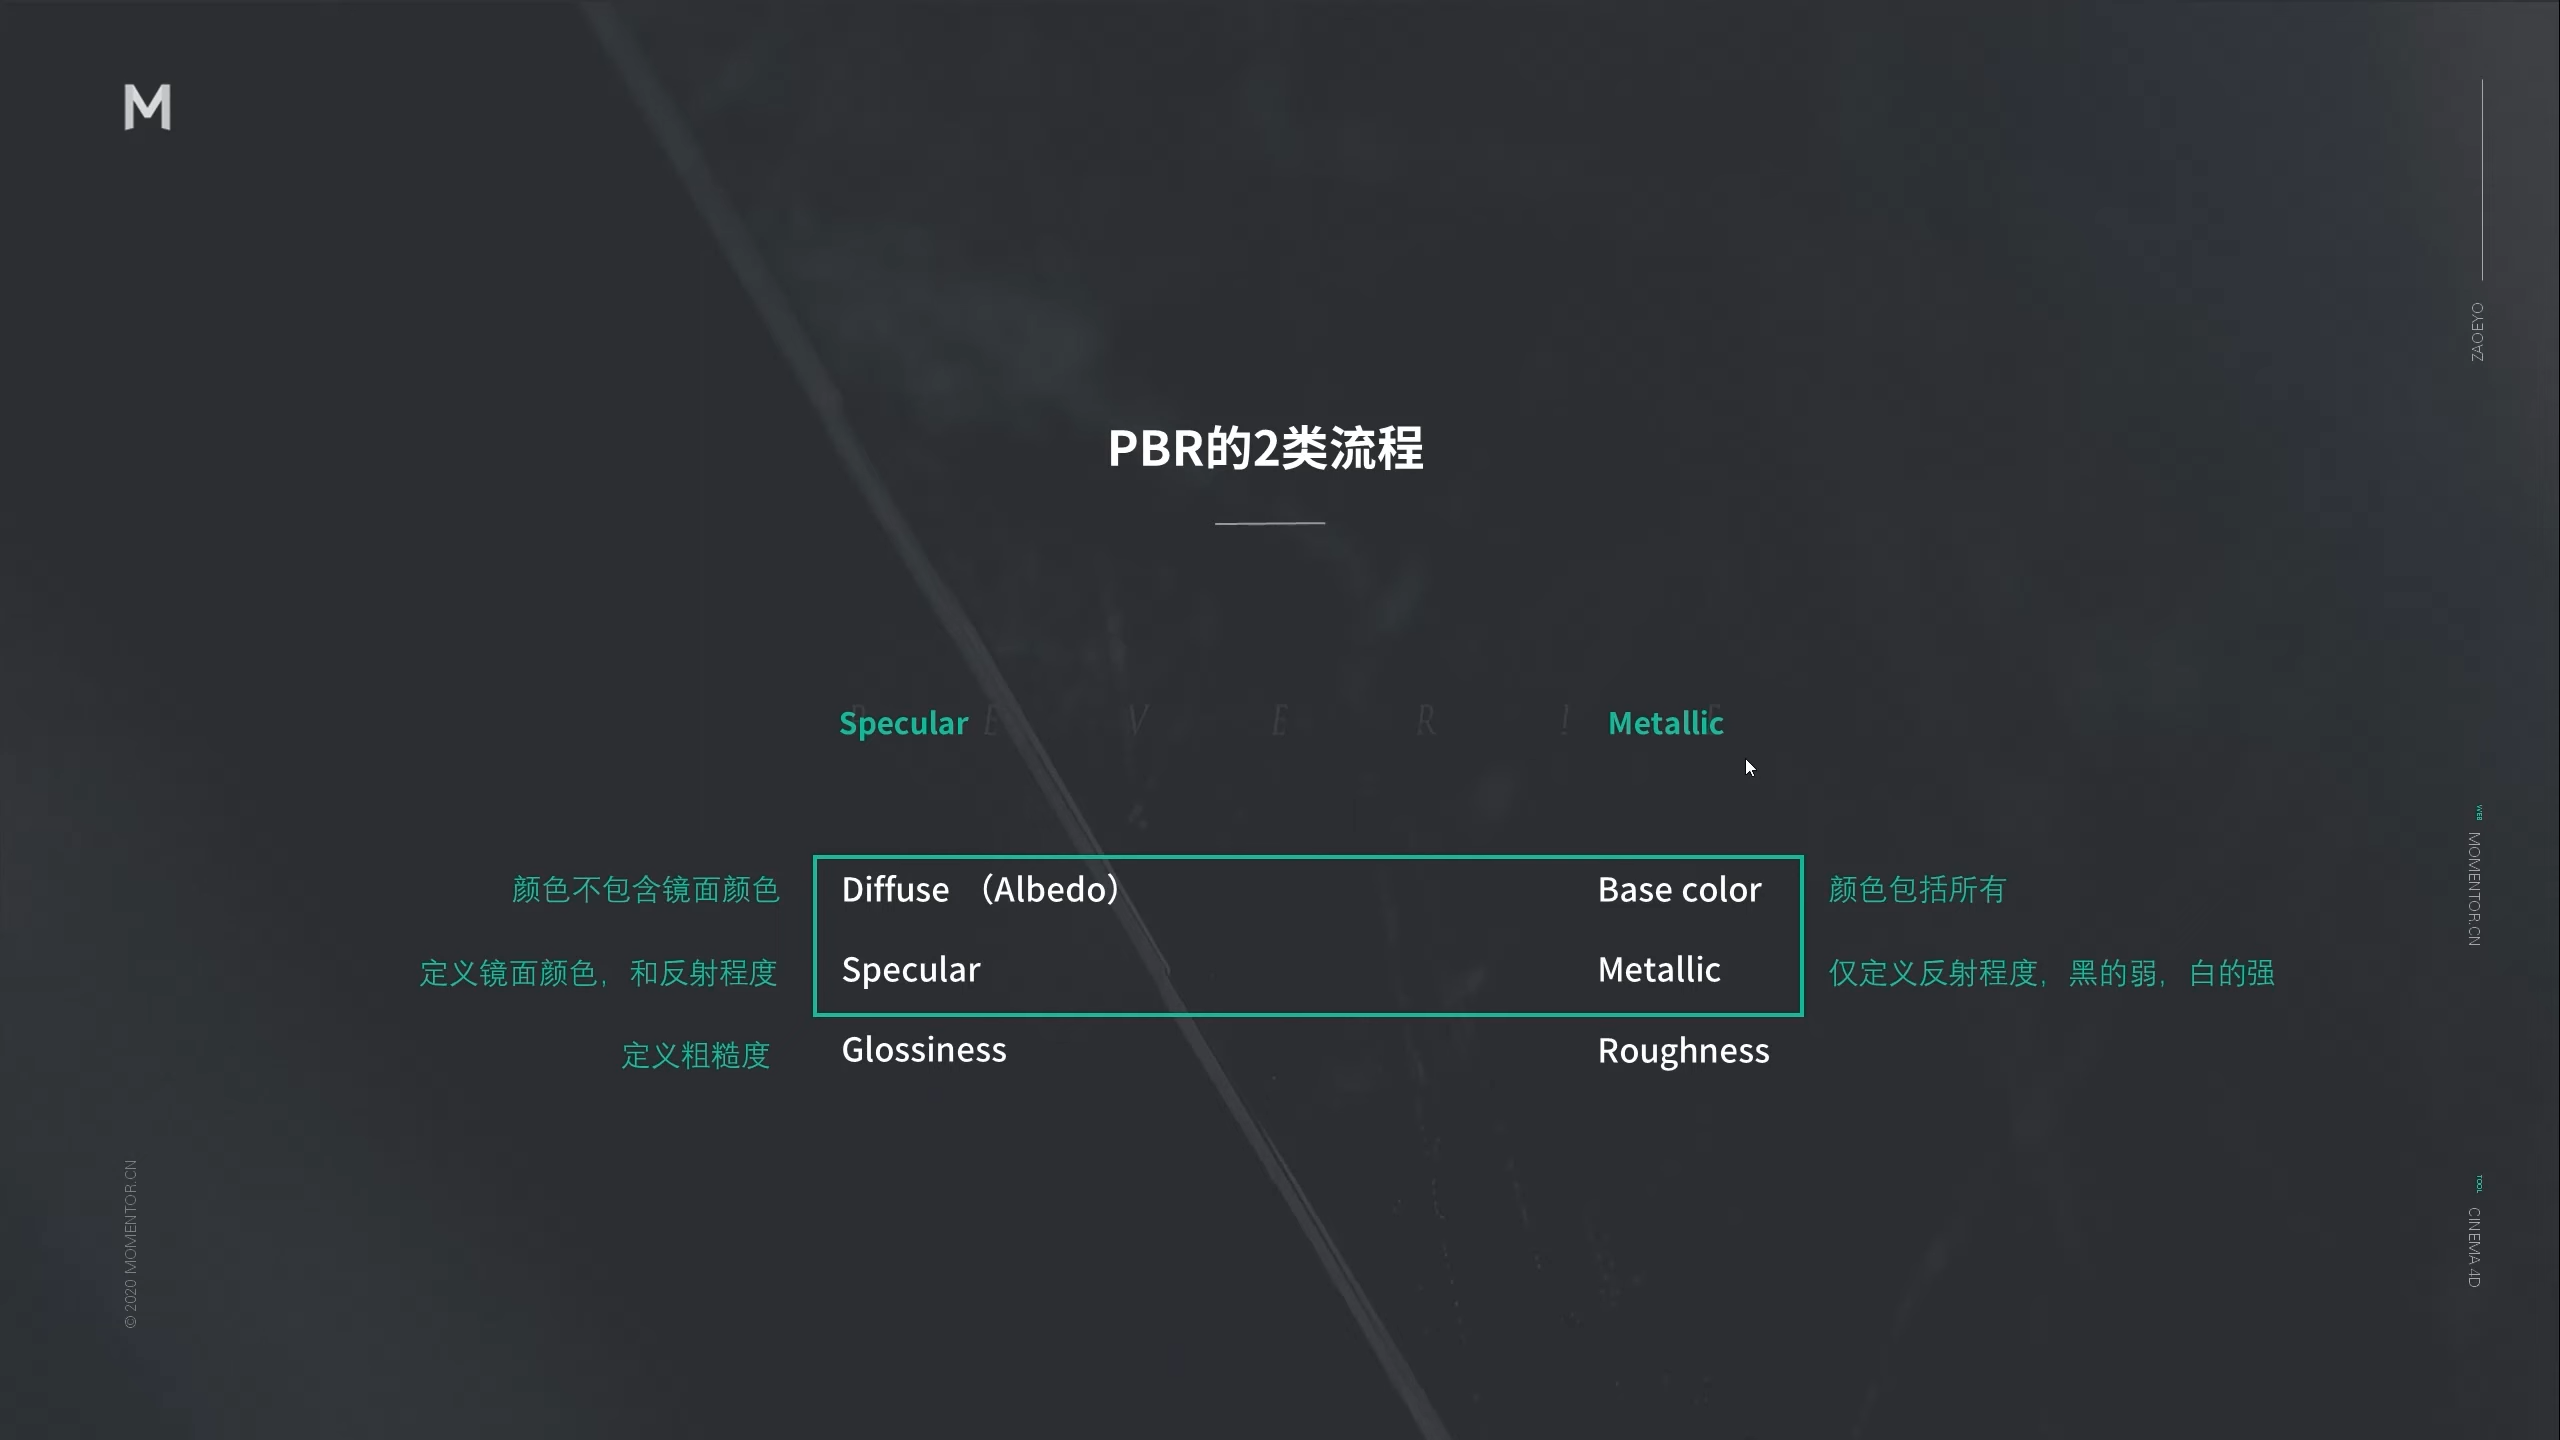 M
ZAOEYO
PBR的2类流程
Specular
Metallic
R E V E R I E
WEB MOMENTOR.CN
颜色不包含镜面颜色 Diffuse （Albedo） Base color 颜色包括所有
定义镜面颜色，和反射程度 Specular Metallic 仅定义反射程度，黑的弱，白的强
定义粗糙度 Glossiness Roughness
© 2020 MOMENTOR.CN
TOOL CINEMA 4D